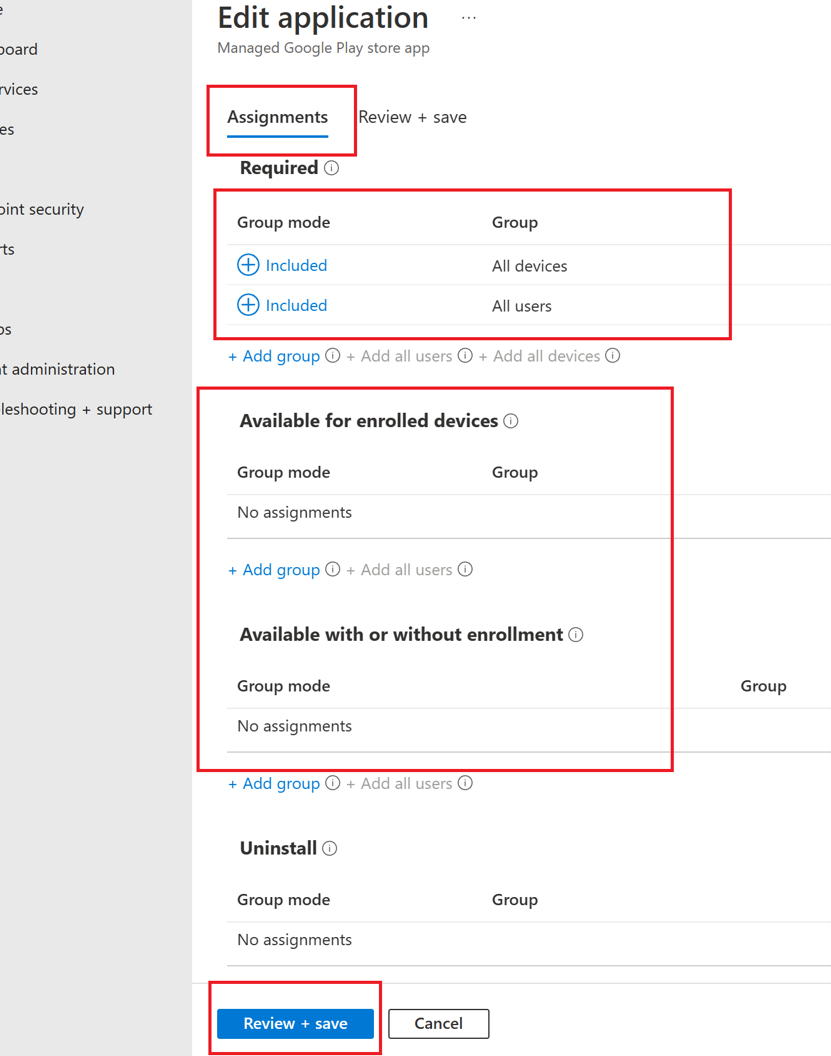 Edit application ...
Managed Google Play store app
Assignments Review + save
Required
Group mode Group
Included All devices
Included All users
+ Add group + Add all users + Add all devices
Available for enrolled devices
Group mode Group
No assignments
+ Add group + Add all users
Available with or without enrollment
Group mode Group
No assignments
+ Add group + Add all users
Uninstall
Group mode Group
No assignments
Review + save Cancel
e
board
rvices
es
oint security
rts
ps
t administration
leshooting + support